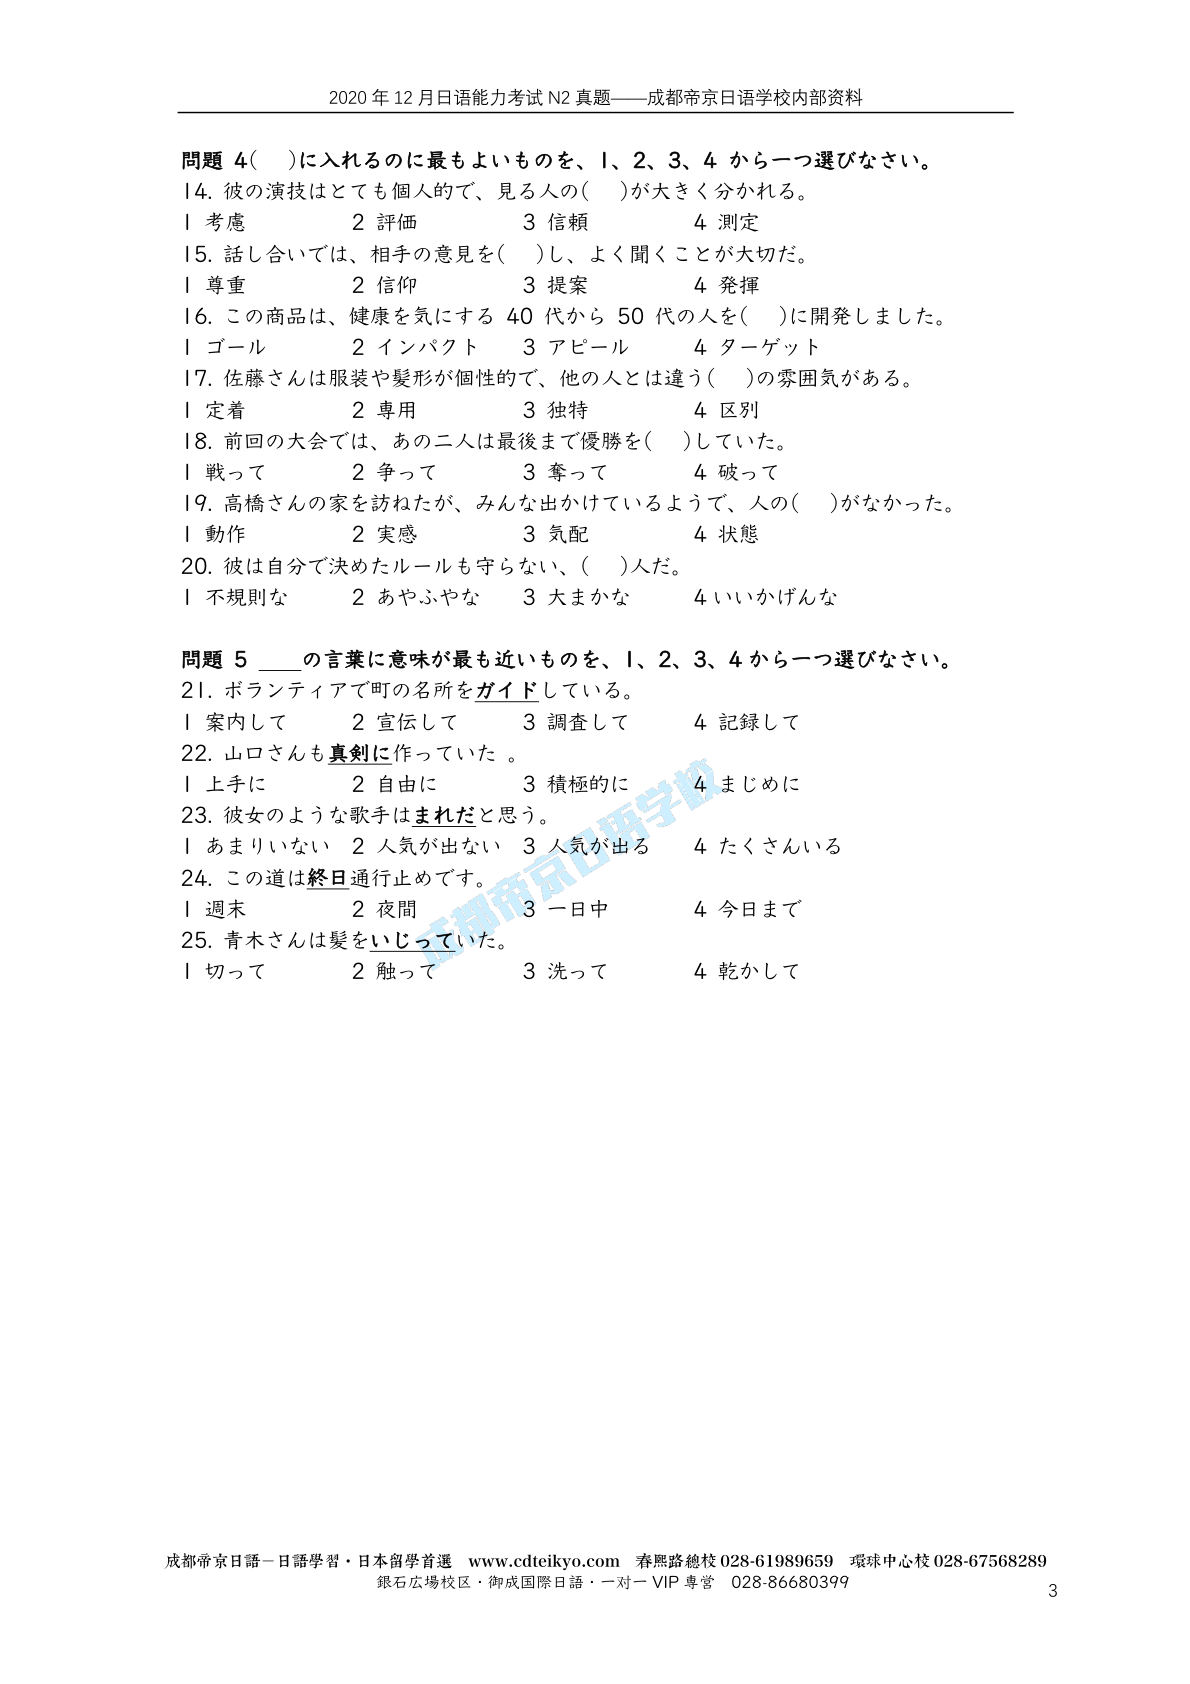 2020 年 12 月日语能力考试 N2 真题——成都帝京日语学校内部资料
問題 4(　)に入れるのに最もよいものを、1、2、3、4 から一つ選びなさい。
14. 彼の演技はとても個人的で、見る人の(　)が大きく分かれる。
1 考慮　2 評価　3 信頼　4 測定
15. 話し合いでは、相手の意見を(　)し、よく聞くことが大切だ。
1 尊重　2 信仰　3 提案　4 発揮
16. この商品は、健康を気にする 40 代から 50 代の人を(　)に開発しました。
1 ゴール　2 インパクト　3 アピール　4 ターゲット
17. 佐藤さんは服装や髪形が個性的で、他の人とは違う(　)の雰囲気がある。
1 定着　2 専用　3 独特　4 区別
18. 前回の大会では、あの二人は最後まで優勝を(　)していた。
1 戦って　2 争って　3 奪って　4 破って
19. 高橋さんの家を訪ねたが、みんな出かけているようで、人の(　)がなかった。
1 動作　2 実感　3 気配　4 状態
20. 彼は自分で決めたルールも守らない、(　)人だ。
1 不規則な　2 あやふやな　3 大まかな　4 いいかげんな
問題 5 ____の言葉に意味が最も近いものを、1、2、3、4 から一つ選びなさい。
21. ボランティアで町の名所をガイドしている。
1 案内して　2 宣伝して　3 調査して　4 記録して
22. 山口さんも真剣に作っていた 。
1 上手に　2 自由に　3 積極的に　4 まじめに
23. 彼女のような歌手はまれだと思う。
1 あまりいない　2 人気が出ない　3 人気が出る　4 たくさんいる
24. この道は終日通行止めです。
1 週末　2 夜間　3 一日中　4 今日まで
25. 青木さんは髪をいじっていた。
1 切って　2 触って　3 洗って　4 乾かして
成都帝京日语学校
成都帝京日語－日語學習・日本留學首選 www.cdteikyo.com 春熙路總校 028-61989659 環球中心校 028-67568289
銀石広場校区・御成国際日語・一对一 VIP 専営 028-86680399
3